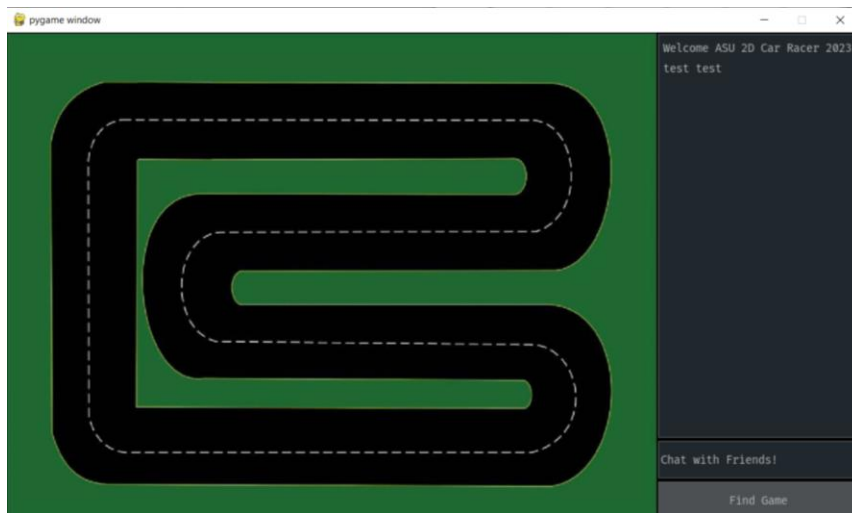 pygame window
Welcome ASU 2D Car Racer 2023
test test
Chat with Friends!
Find Game